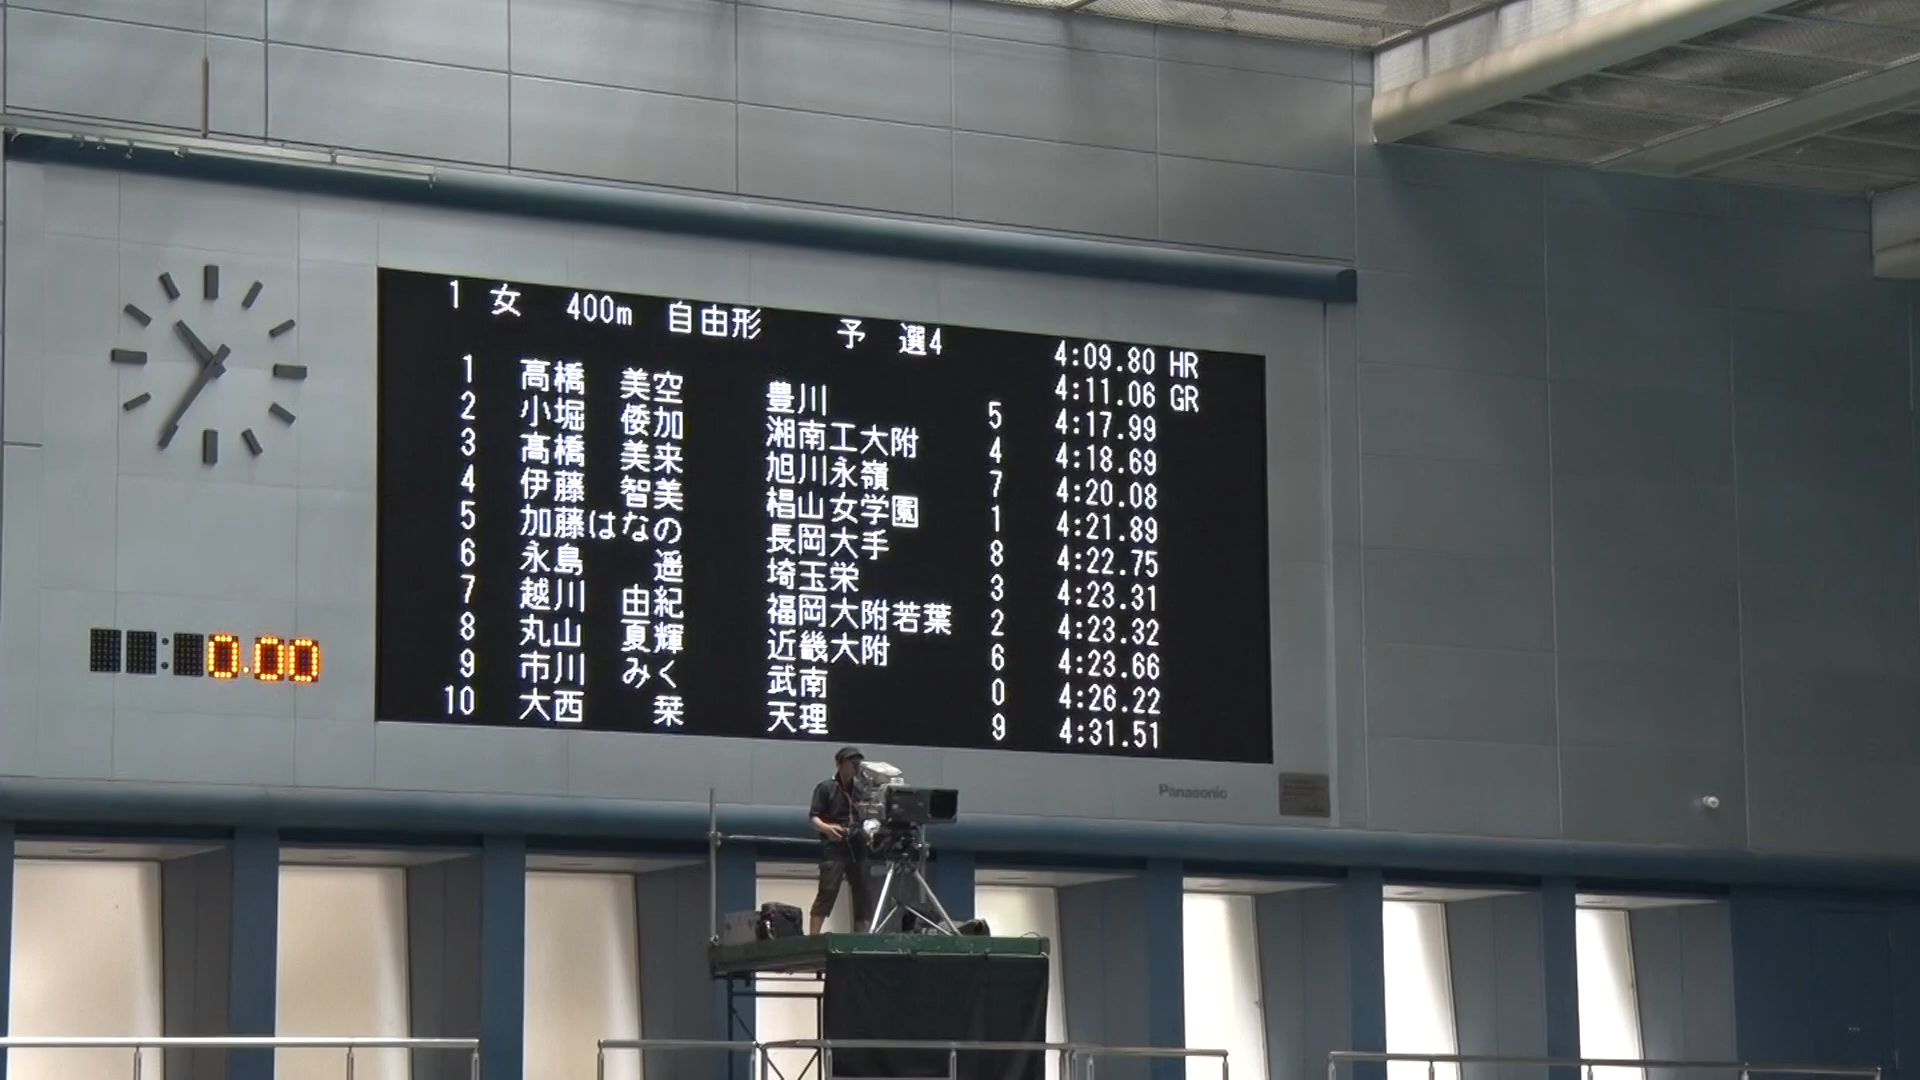 1 女 400m 自由形 予 選4
4:09.80 HR
4:11.06 GR
1 高橋 美空 豊川 5 4:17.99
2 小堀 倭加 湘南工大附 4 4:18.69
3 髙橋 美来 旭川永嶺 7 4:20.08
4 伊藤 智美 椙山女学園 1 4:21.89
5 加藤はなの 長岡大手 8 4:22.75
6 永島 遥 埼玉栄 3 4:23.31
7 越川 由紀 福岡大附若葉 2 4:23.32
8 丸山 夏輝 近畿大附 6 4:23.66
9 市川 みく 武南 0 4:26.22
10 大西 栞 天理 9 4:31.51
0.00
Panasonic